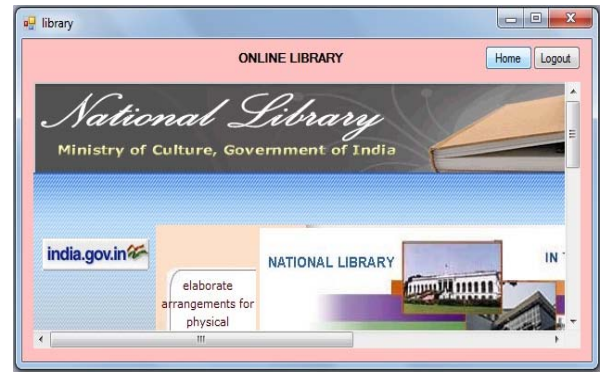 library
ONLINE LIBRARY
Home
Logout
National Library
Ministry of Culture, Government of India
india.gov.in
elaborate
arrangements for
physical
NATIONAL LIBRARY
IN